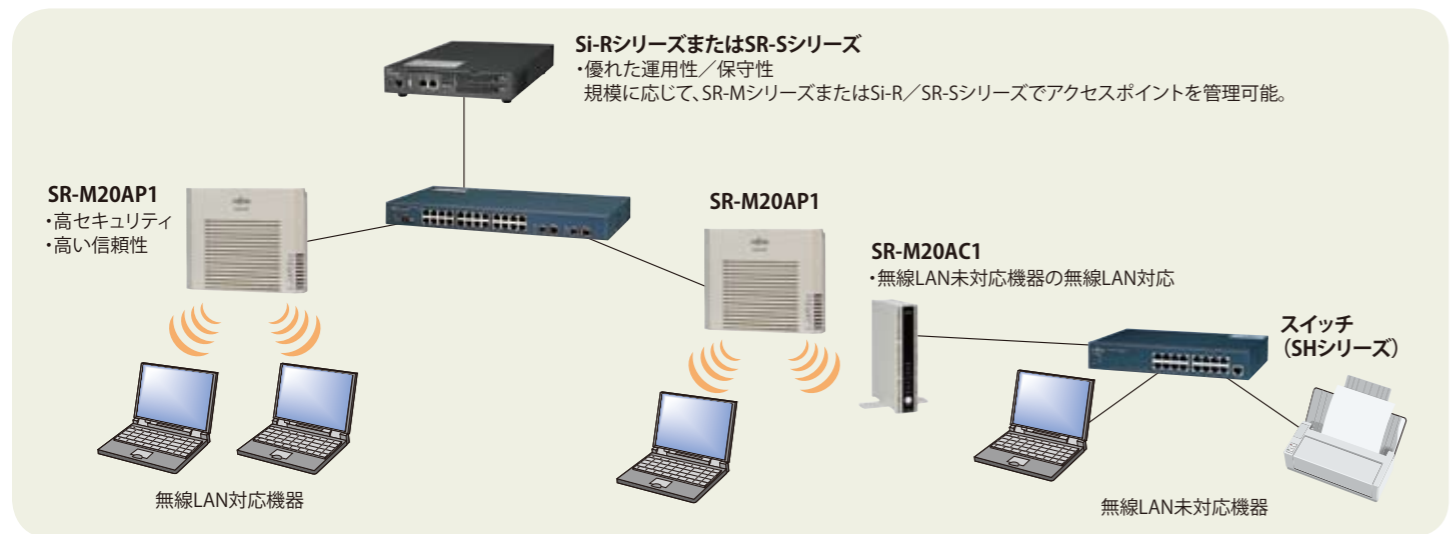 Si-RシリーズまたはSR-Sシリーズ
・優れた運用性／保守性
規模に応じて、SR-MシリーズまたはSi-R／SR-Sシリーズでアクセスポイントを管理可能。
SR-M20AP1
・高セキュリティ
・高い信頼性
SR-M20AP1
SR-M20AC1
・無線LAN未対応機器の無線LAN対応
スイッチ
（SHシリーズ）
無線LAN対応機器
無線LAN未対応機器